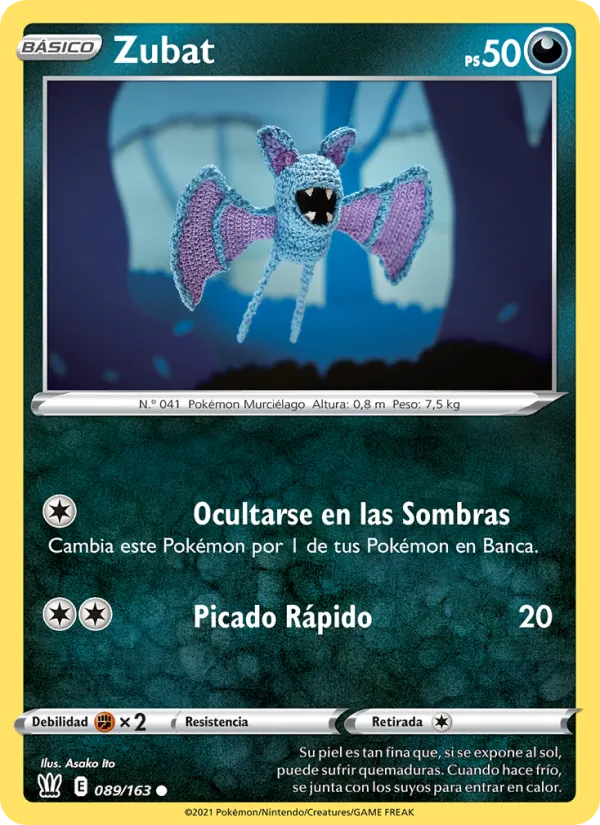 BÁSICO Zubat PS 50
N.º 041 Pokémon Murciélago Altura: 0,8 m Peso: 7,5 kg
Ocultarse en las Sombras
Cambia este Pokémon por 1 de tus Pokémon en Banca.
Picado Rápido 20
Debilidad ×2 Resistencia Retirada
Ilus. Asako Ito
Su piel es tan fina que, si se expone al sol,
puede sufrir quemaduras. Cuando hace frío,
se junta con los suyos para entrar en calor.
E 089/163
©2021 Pokémon/Nintendo/Creatures/GAME FREAK